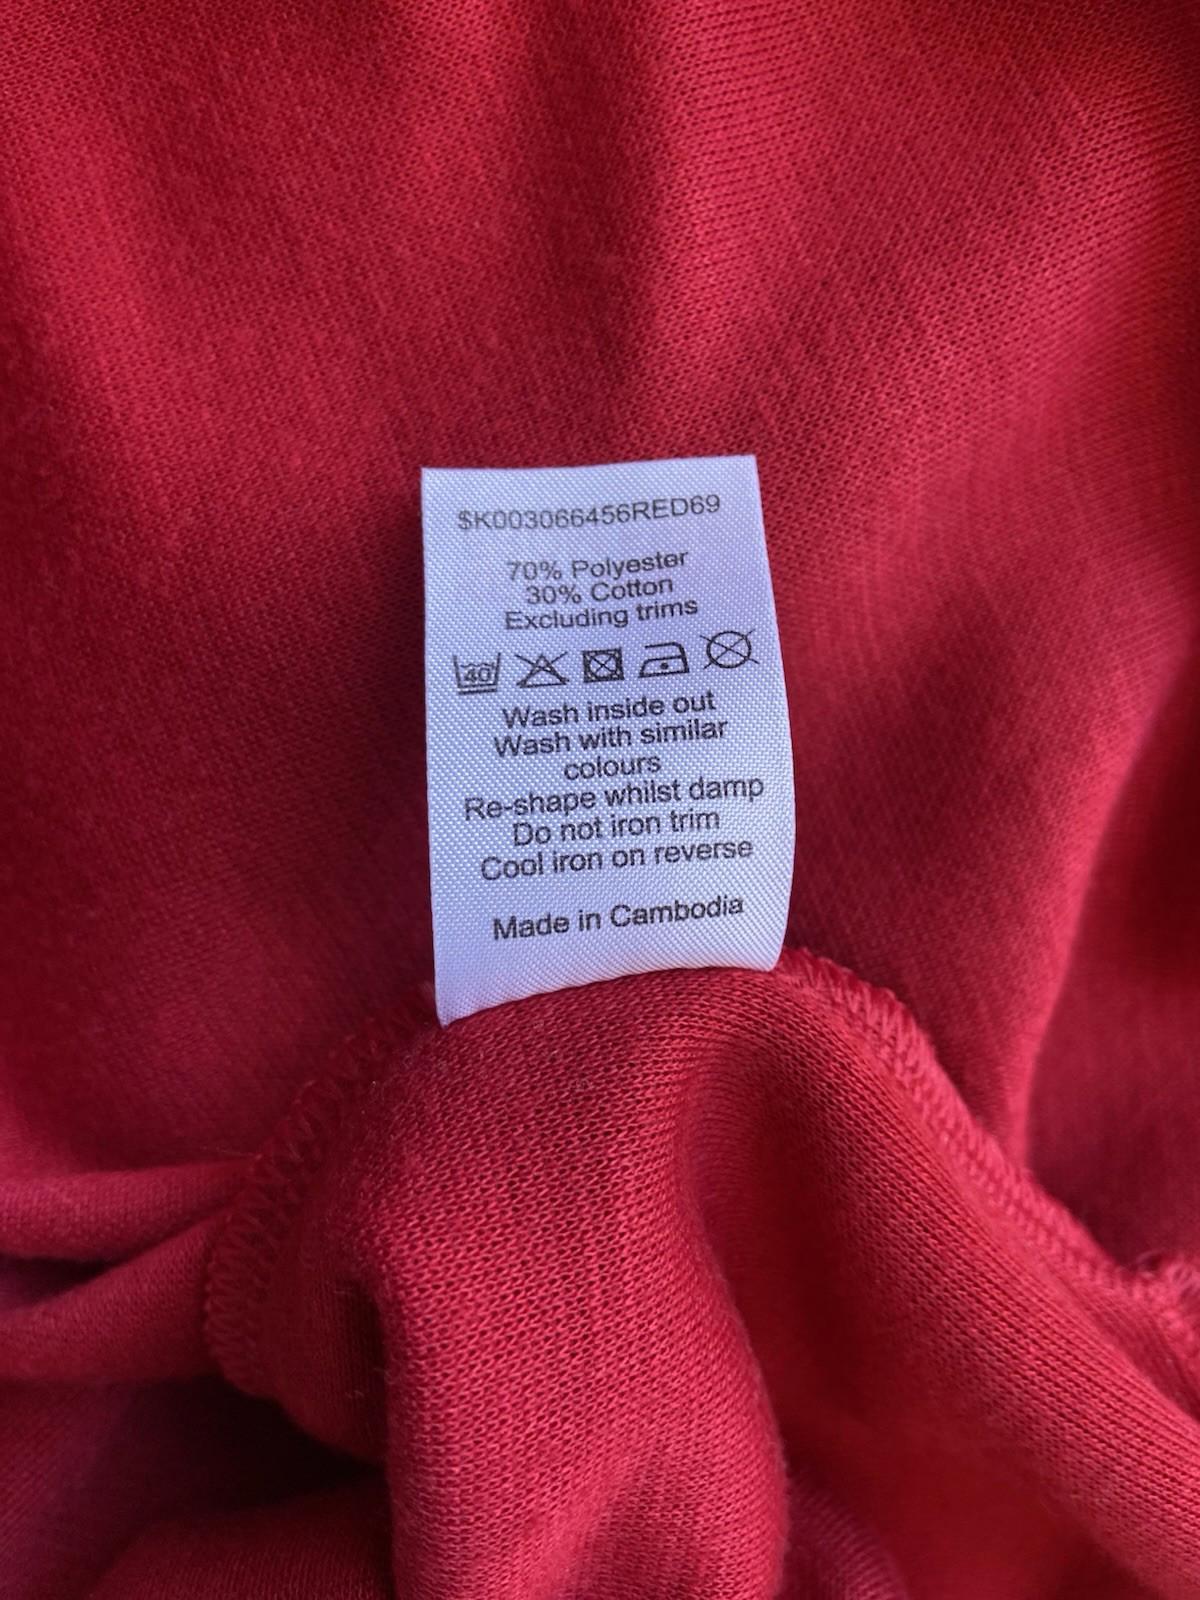 $K003066456RED69
70% Polyester
30% Cotton
Excluding trims
40
Wash inside out
Wash with similar
colours
Re-shape whilst damp
Do not iron trim
Cool iron on reverse
Made in Cambodia